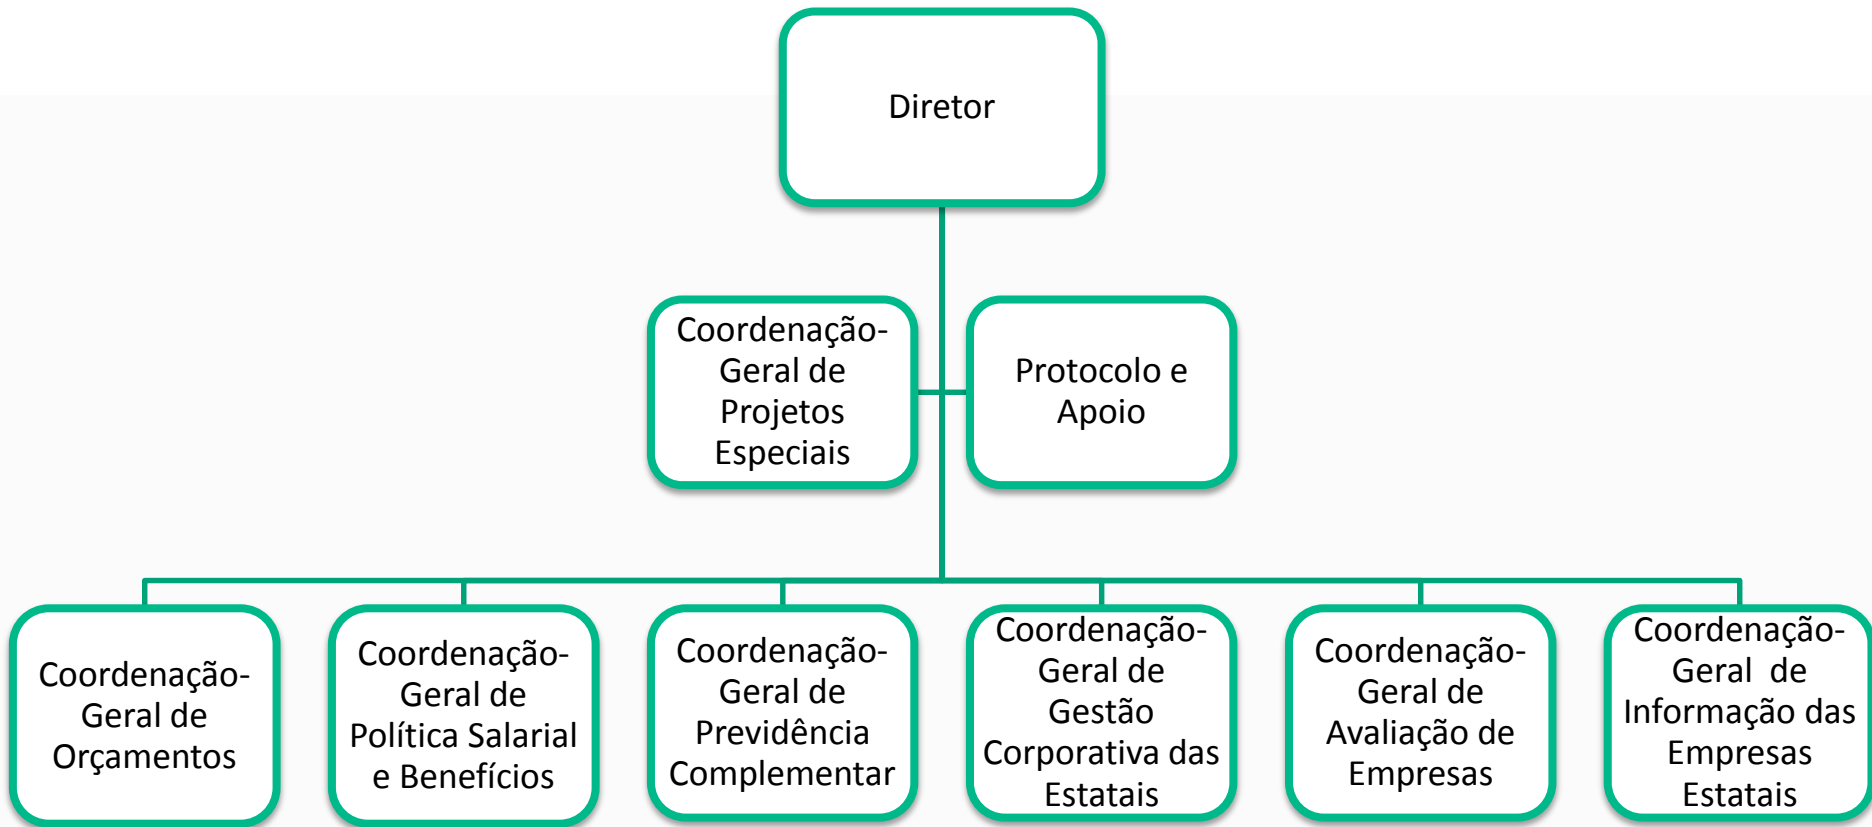 Diretor
Coordenação-
Geral de
Projetos
Especiais
Protocolo e
Apoio
Coordenação-
Geral de
Orçamentos
Coordenação-
Geral de
Política Salarial
e Benefícios
Coordenação-
Geral de
Previdência
Complementar
Coordenação-
Geral de
Gestão
Corporativa das
Estatais
Coordenação-
Geral de
Avaliação de
Empresas
Coordenação-
Geral  de
Informação das
Empresas
Estatais